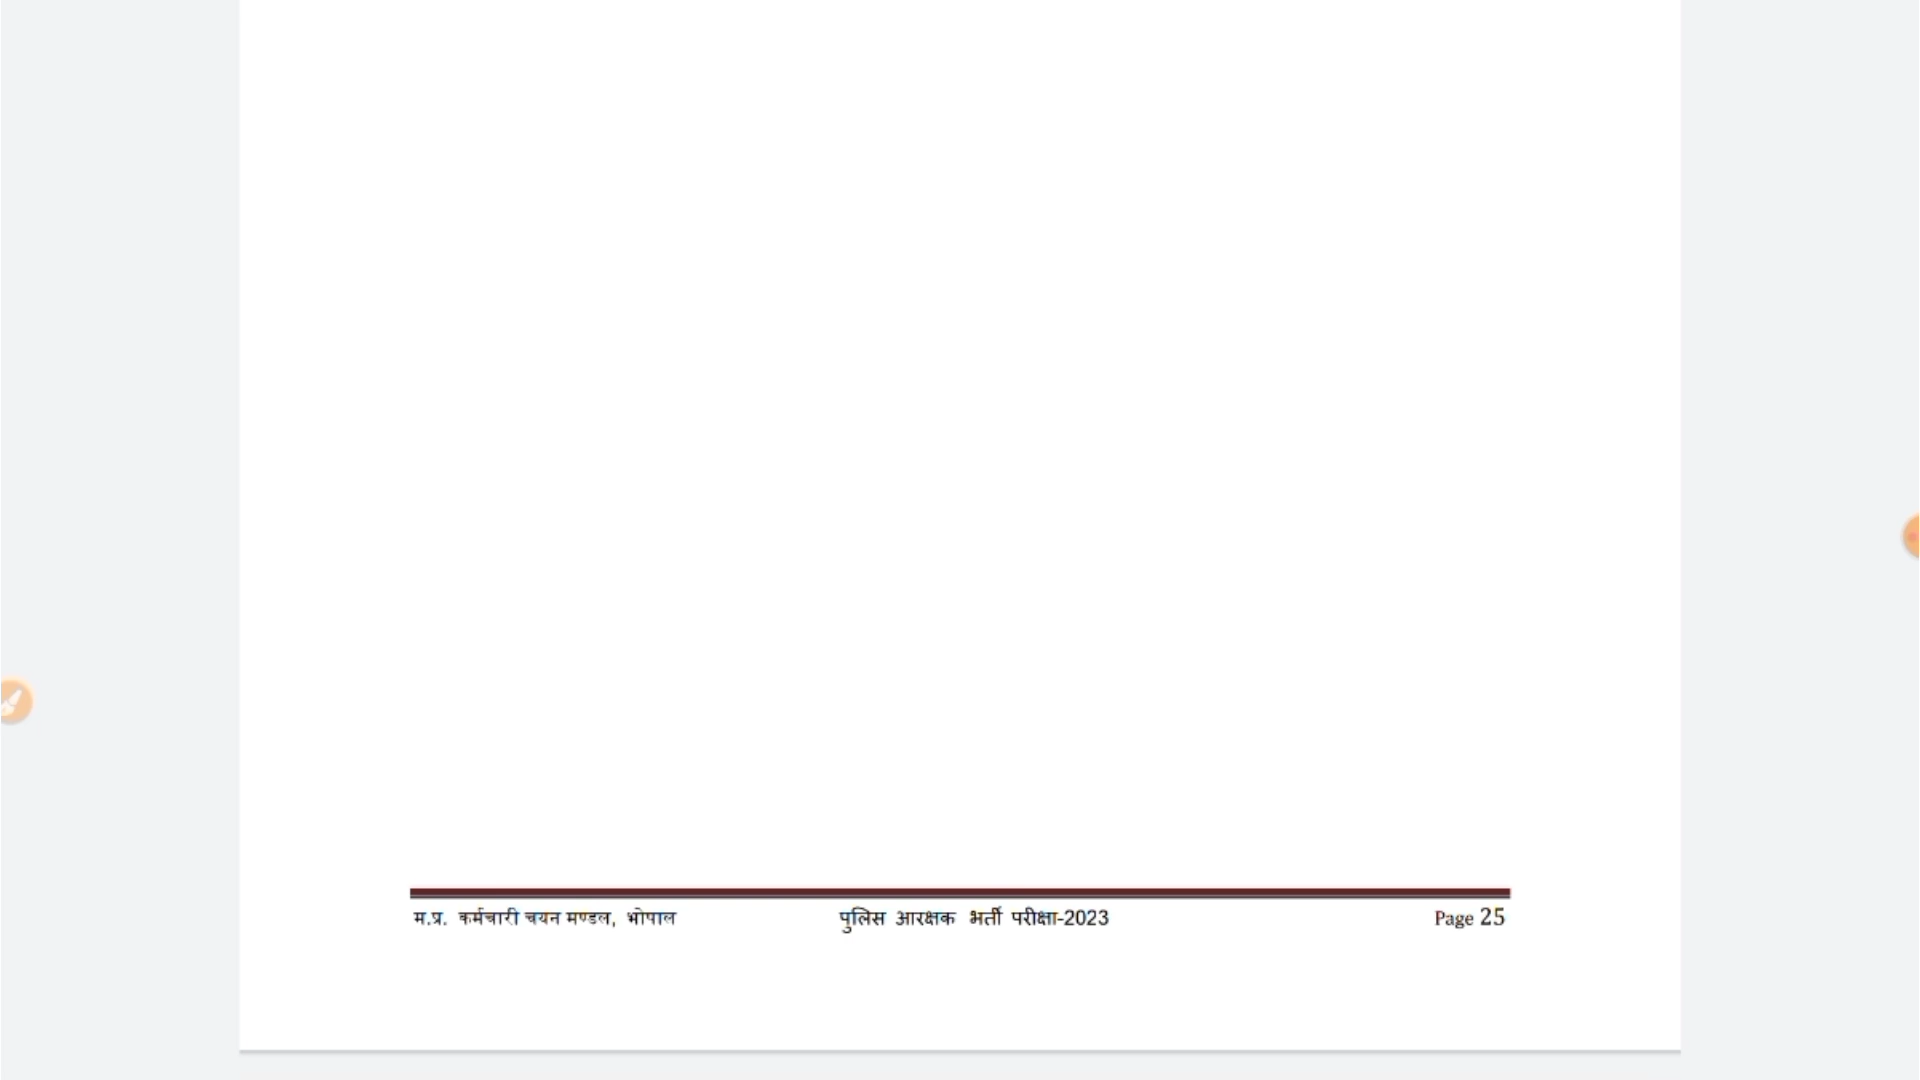 म.प्र. कर्मचारी चयन मण्डल, भोपाल पुलिस आरक्षक भर्ती परीक्षा-2023 Page 25